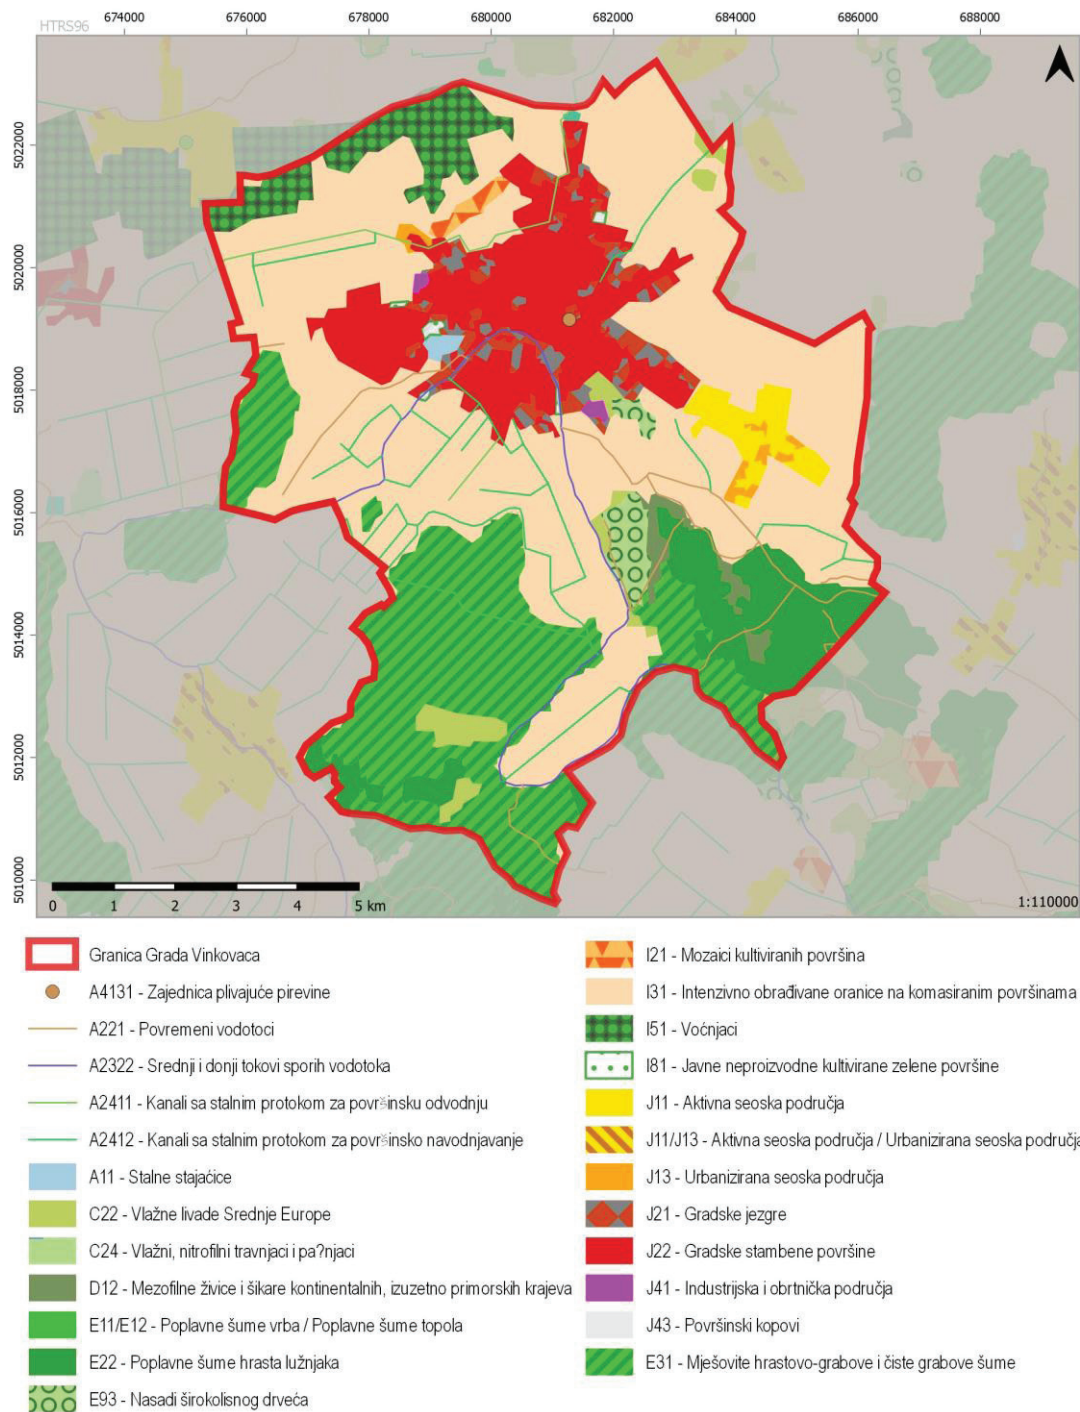 HTRS96
674000 676000 678000 680000 682000 684000 686000 688000
5022000
5020000
5018000
5016000
5014000
5012000
5010000
0 1 2 3 4 5 km
1:110000
Granica Grada Vinkovaca
A4131 - Zajednica plivajuće pirevine
A221 - Povremeni vodotoci
A2322 - Srednji i donji tokovi sporih vodotoka
A2411 - Kanali sa stalnim protokom za površinsku odvodnju
A2412 - Kanali sa stalnim protokom za površinsko navodnjavanje
A11 - Stalne stajaćice
C22 - Vlažne livade Srednje Europe
C24 - Vlažni, nitrofilni travnjaci i pa?njaci
D12 - Mezofilne živice i šikare kontinentalnih, izuzetno primorskih krajeva
E11/E12 - Poplavne šume vrba / Poplavne šume topola
E22 - Poplavne šume hrasta lužnjaka
E93 - Nasadi širokolisnog drveća
I21 - Mozaici kultiviranih površina
I31 - Intenzivno obrađivane oranice na komasiranim površinama
I51 - Voćnjaci
I81 - Javne neproizvodne kultivirane zelene površine
J11 - Aktivna seoska područja
J11/J13 - Aktivna seoska područja / Urbanizirana seoska područja
J13 - Urbanizirana seoska područja
J21 - Gradske jezgre
J22 - Gradske stambene površine
J41 - Industrijska i obrtnička područja
J43 - Površinski kopovi
E31 - Mješovite hrastovo-grabove i čiste grabove šume